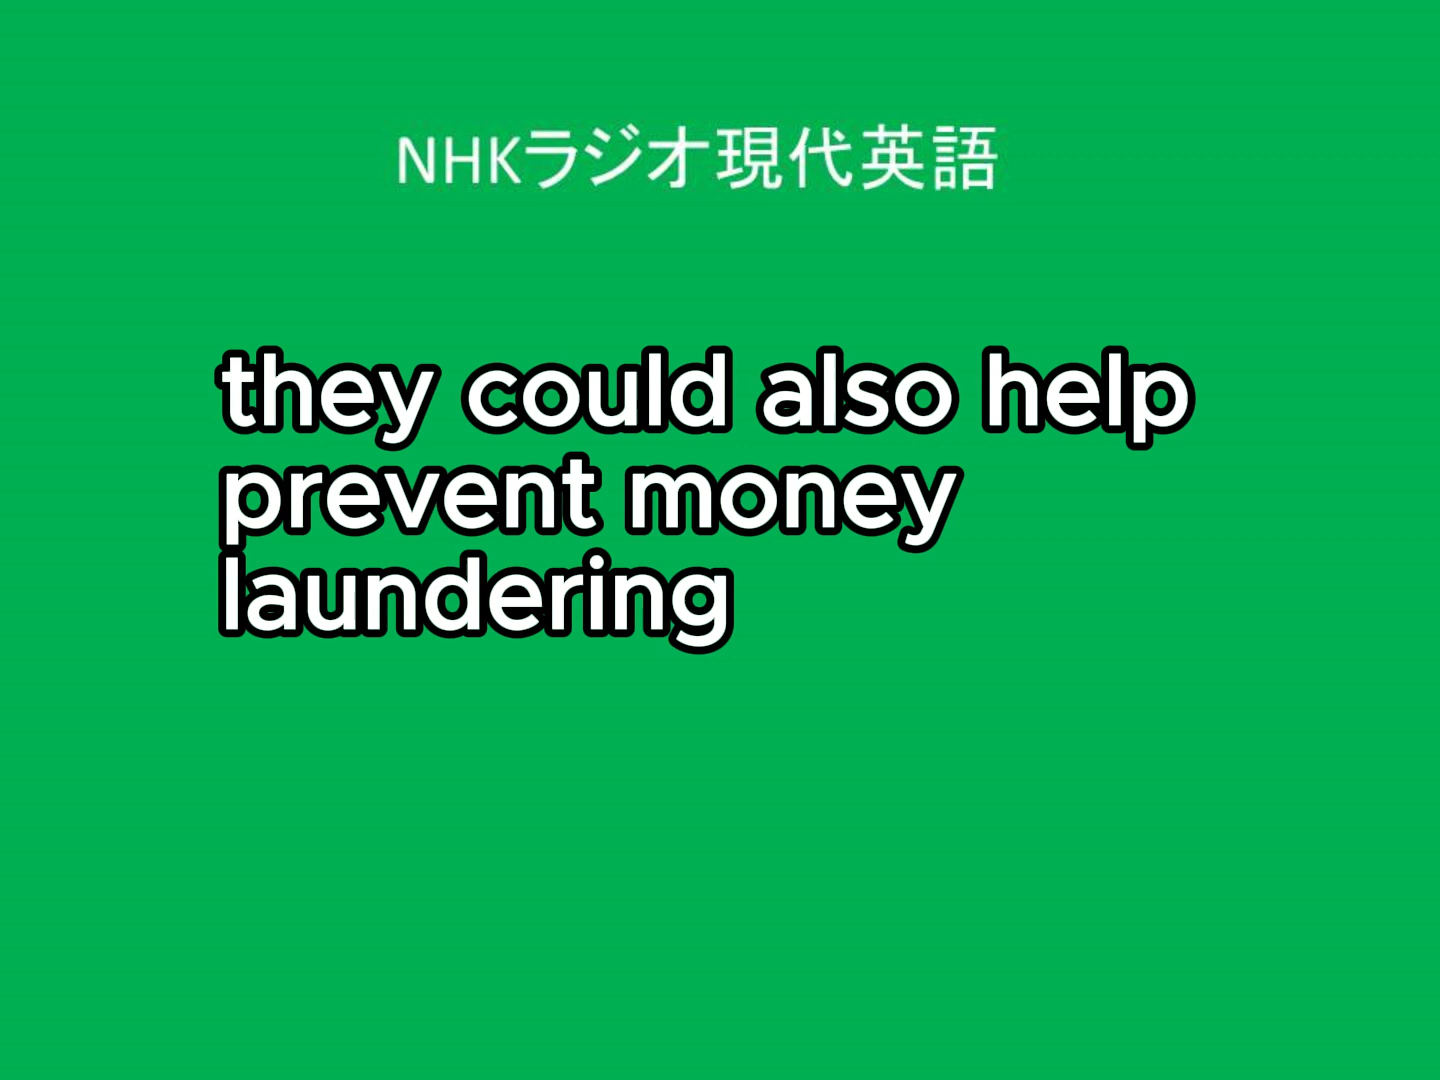 NHKラジオ現代英語
they could also help
prevent money
laundering